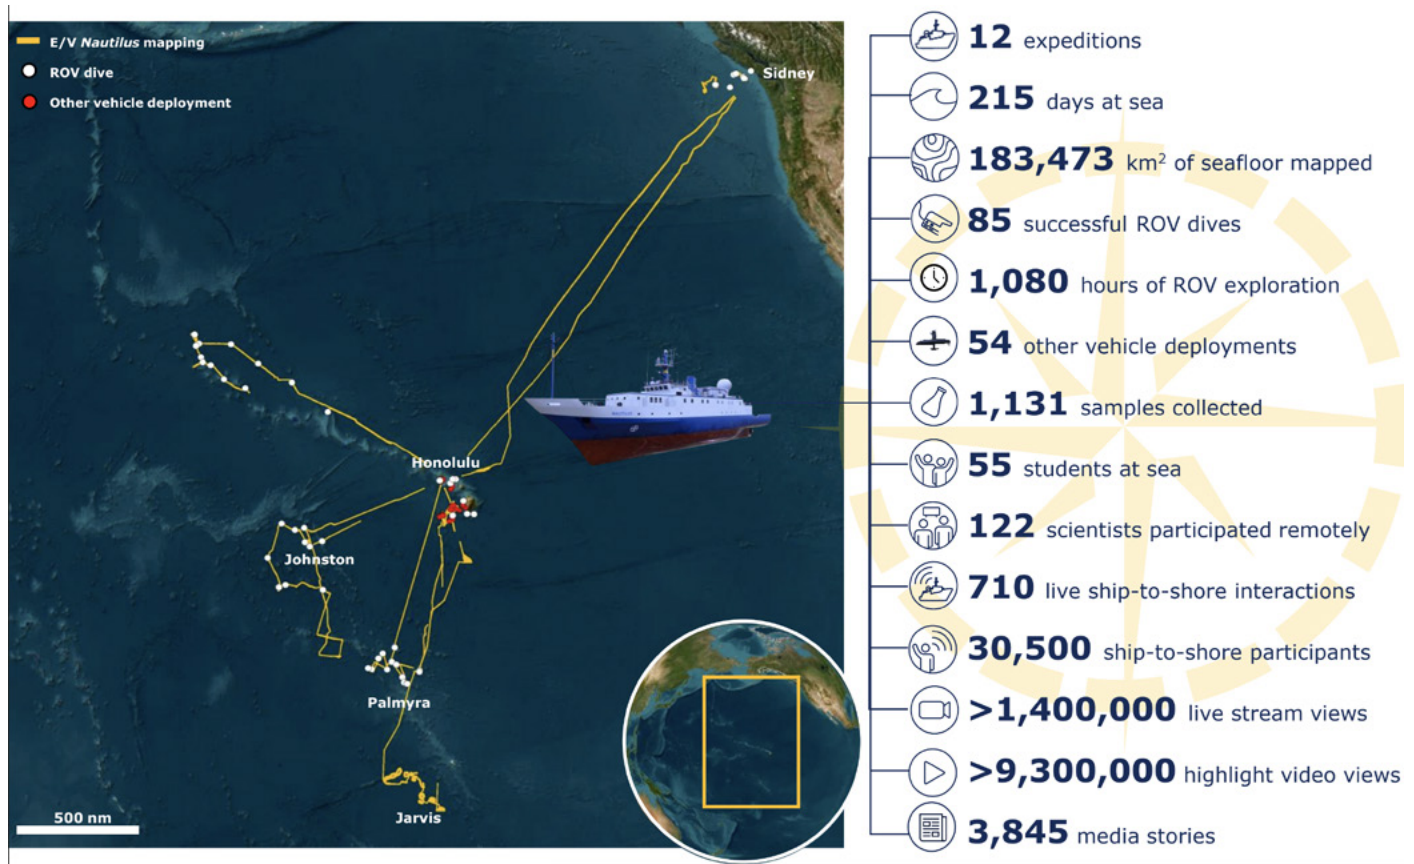 E/V Nautilus mapping
ROV dive
Other vehicle deployment
Sidney
Honolulu
Johnston
Palmyra
Jarvis
500 nm
12 expeditions
215 days at sea
183,473 km² of seafloor mapped
85 successful ROV dives
1,080 hours of ROV exploration
54 other vehicle deployments
1,131 samples collected
55 students at sea
122 scientists participated remotely
710 live ship-to-shore interactions
30,500 ship-to-shore participants
>1,400,000 live stream views
>9,300,000 highlight video views
3,845 media stories